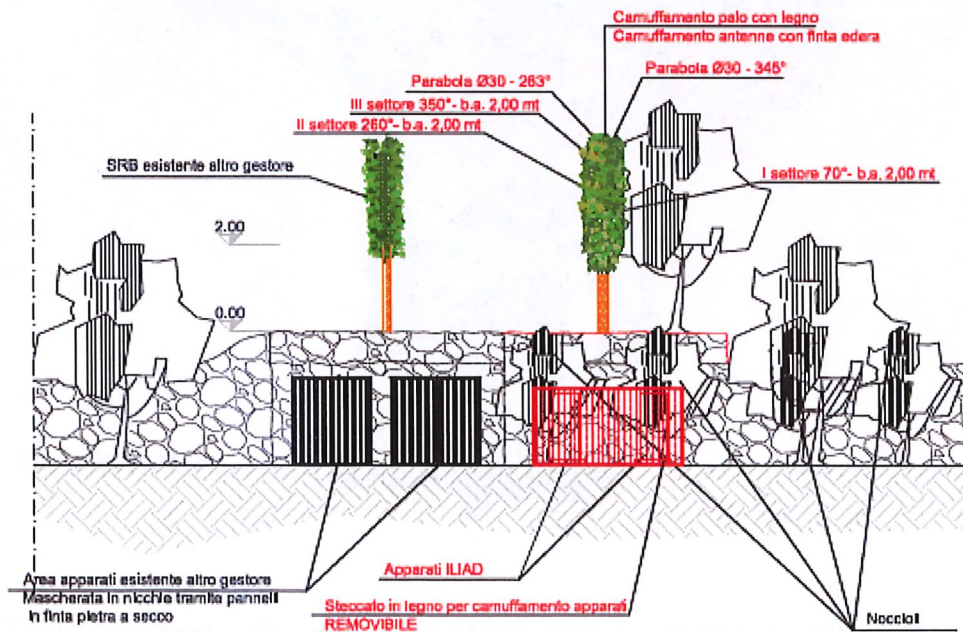 Camuffamento palo con legno
Camuffamento antenne con finta edera
Parabola Ø30 - 263°
Parabola Ø30 - 345°
III settore 350°- b.a. 2,00 mt
II settore 260°- b.a. 2,00 mt
SRB esistente altro gestore
I settore 70°- b.a. 2,00 mt
2.00
0.00
Area apparati esistente altro gestore
Mascherata in nicchie tramite pannelli
in finta pietra a secco
Apparati ILIAD
Steccato in legno per camuffamento apparati
REMOVIBILE
Noccioli